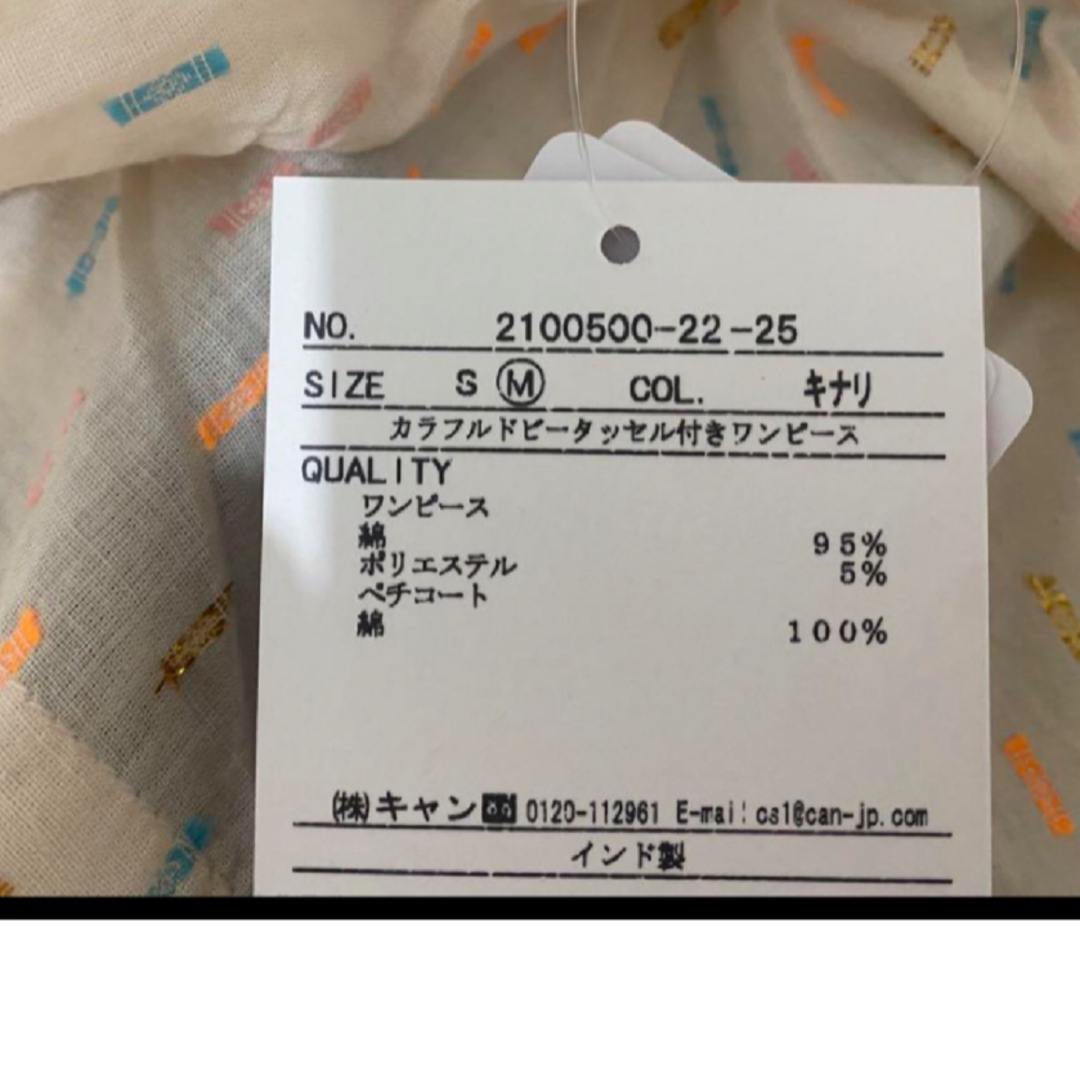 NO. 2100500-22-25
SIZE S Ⓜ COL. キナリ
カラフルドビータッセル付きワンピース
QUALITY
ワンピース
綿 95%
ポリエステル 5%
ペチコート
綿 100%
(株)キャン 0120-112961 E-mail:cs1@can-jp.com
インド製